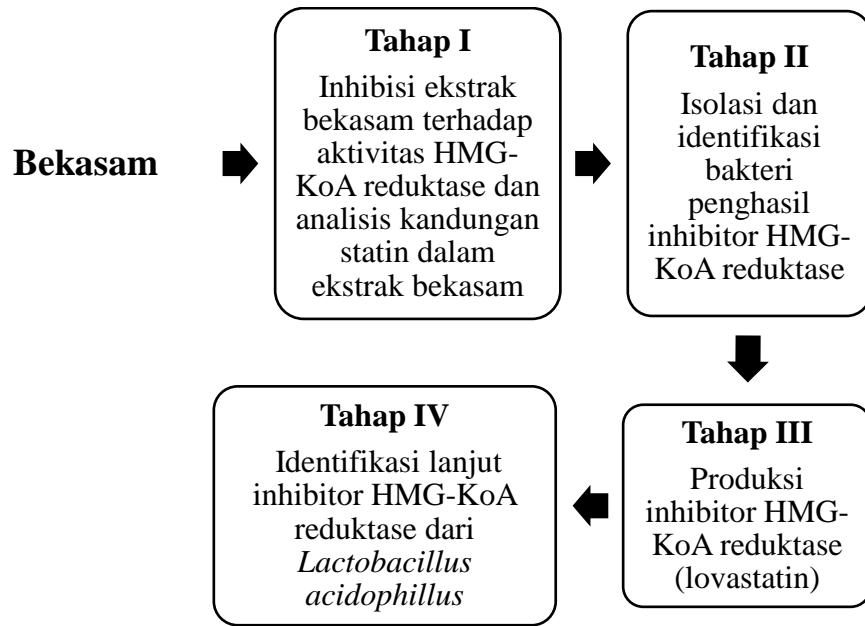 Bekasam
Tahap I
Inhibisi ekstrak
bekasam terhadap
aktivitas HMG-
KoA reduktase dan
analisis kandungan
statin dalam
ekstrak bekasam
Tahap II
Isolasi dan
identifikasi
bakteri
penghasil
inhibitor HMG-
KoA reduktase
Tahap III
Produksi
inhibitor HMG-
KoA reduktase
(lovastatin)
Tahap IV
Identifikasi lanjut
inhibitor HMG-KoA
reduktase dari
Lactobacillus
acidophillus